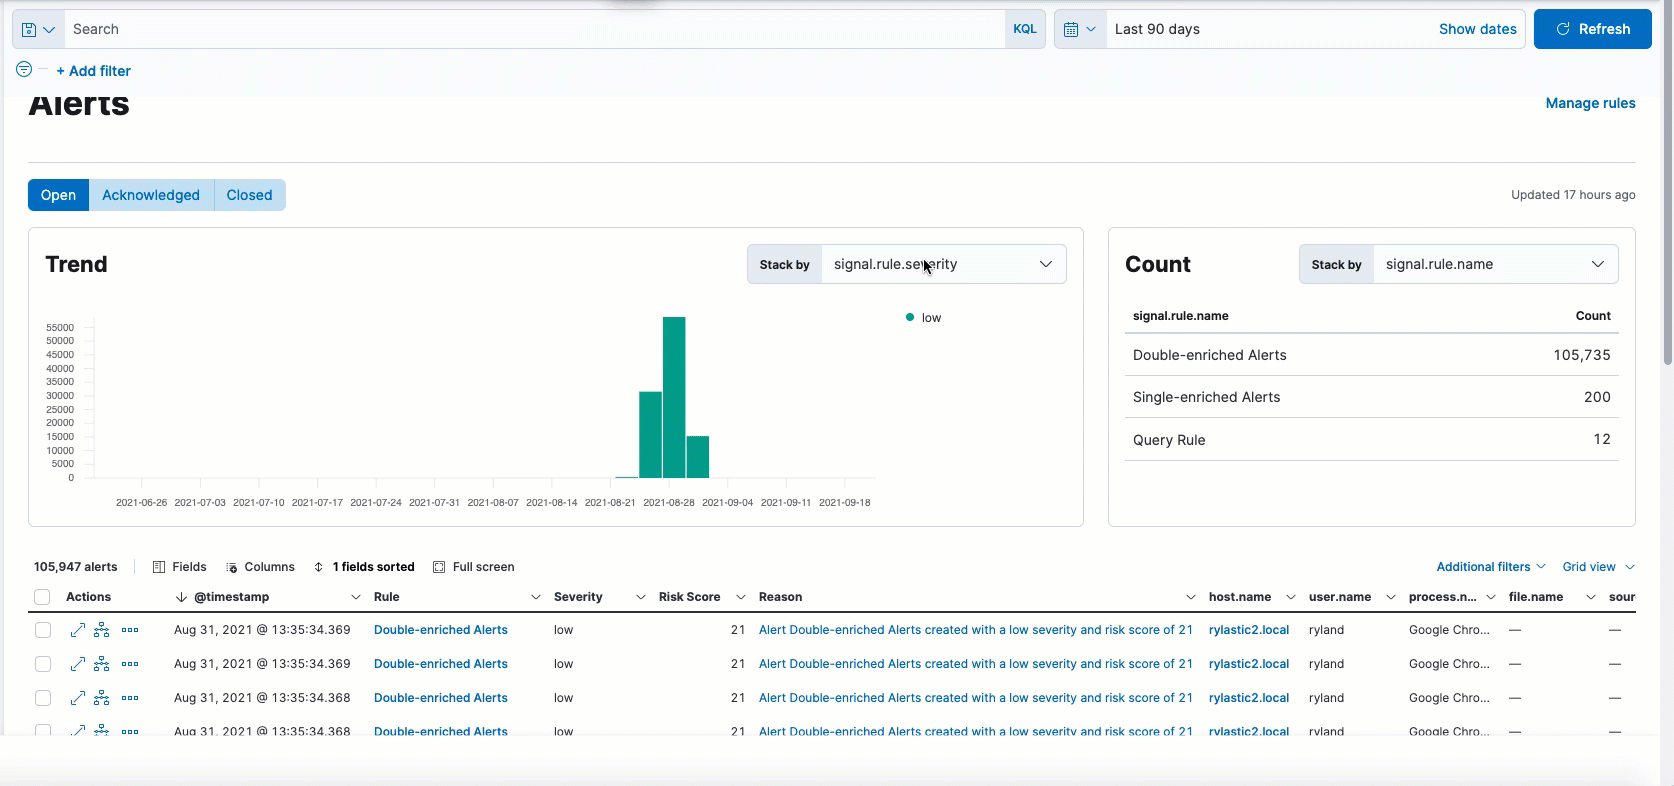 Search KQL Last 90 days Show dates Refresh
+ Add filter
Alerts Manage rules
Open Acknowledged Closed Updated 17 hours ago
Trend Stack by signal.rule.severity
55000
50000
45000
40000
35000
30000
25000
20000
15000
10000
5000
0
2021-06-26 2021-07-03 2021-07-10 2021-07-17 2021-07-24 2021-07-31 2021-08-07 2021-08-14 2021-08-21 2021-08-28 2021-09-04 2021-09-11 2021-09-18
low
Count Stack by signal.rule.name
signal.rule.name Count
Double-enriched Alerts 105,735
Single-enriched Alerts 200
Query Rule 12
105,947 alerts Fields Columns 1 fields sorted Full screen Additional filters Grid view
Actions @timestamp Rule Severity Risk Score Reason host.name user.name process.n... file.name sour
Aug 31, 2021 @ 13:35:34.369 Double-enriched Alerts low 21 Alert Double-enriched Alerts created with a low severity and risk score of 21 rylastic2.local ryland Google Chro... — —
Aug 31, 2021 @ 13:35:34.369 Double-enriched Alerts low 21 Alert Double-enriched Alerts created with a low severity and risk score of 21 rylastic2.local ryland Google Chro... — —
Aug 31, 2021 @ 13:35:34.368 Double-enriched Alerts low 21 Alert Double-enriched Alerts created with a low severity and risk score of 21 rylastic2.local ryland Google Chro... — —
Aug 31, 2021 @ 13:35:34.368 Double-enriched Alerts low 21 Alert Double-enriched Alerts created with a low severity and risk score of 21 rylastic2.local ryland Google Chro... — —